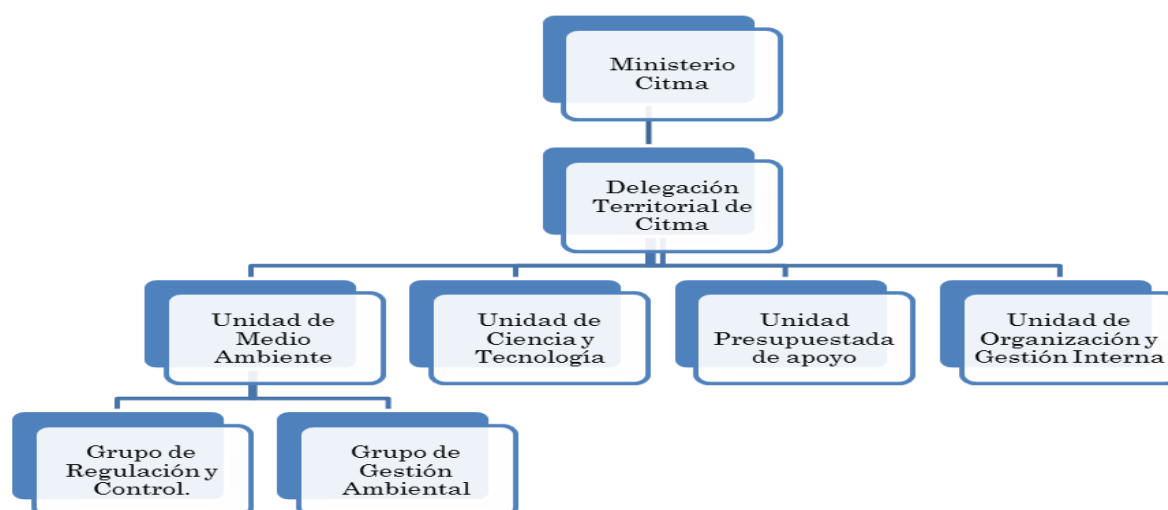 Ministerio
Citma
Delegación
Territorial de
Citma
Unidad de
Medio
Ambiente
Unidad de
Ciencia y
Tecnología
Unidad
Presupuestada
de apoyo
Unidad de
Organización y
Gestión Interna
Grupo de
Regulación y
Control.
Grupo de
Gestión
Ambiental